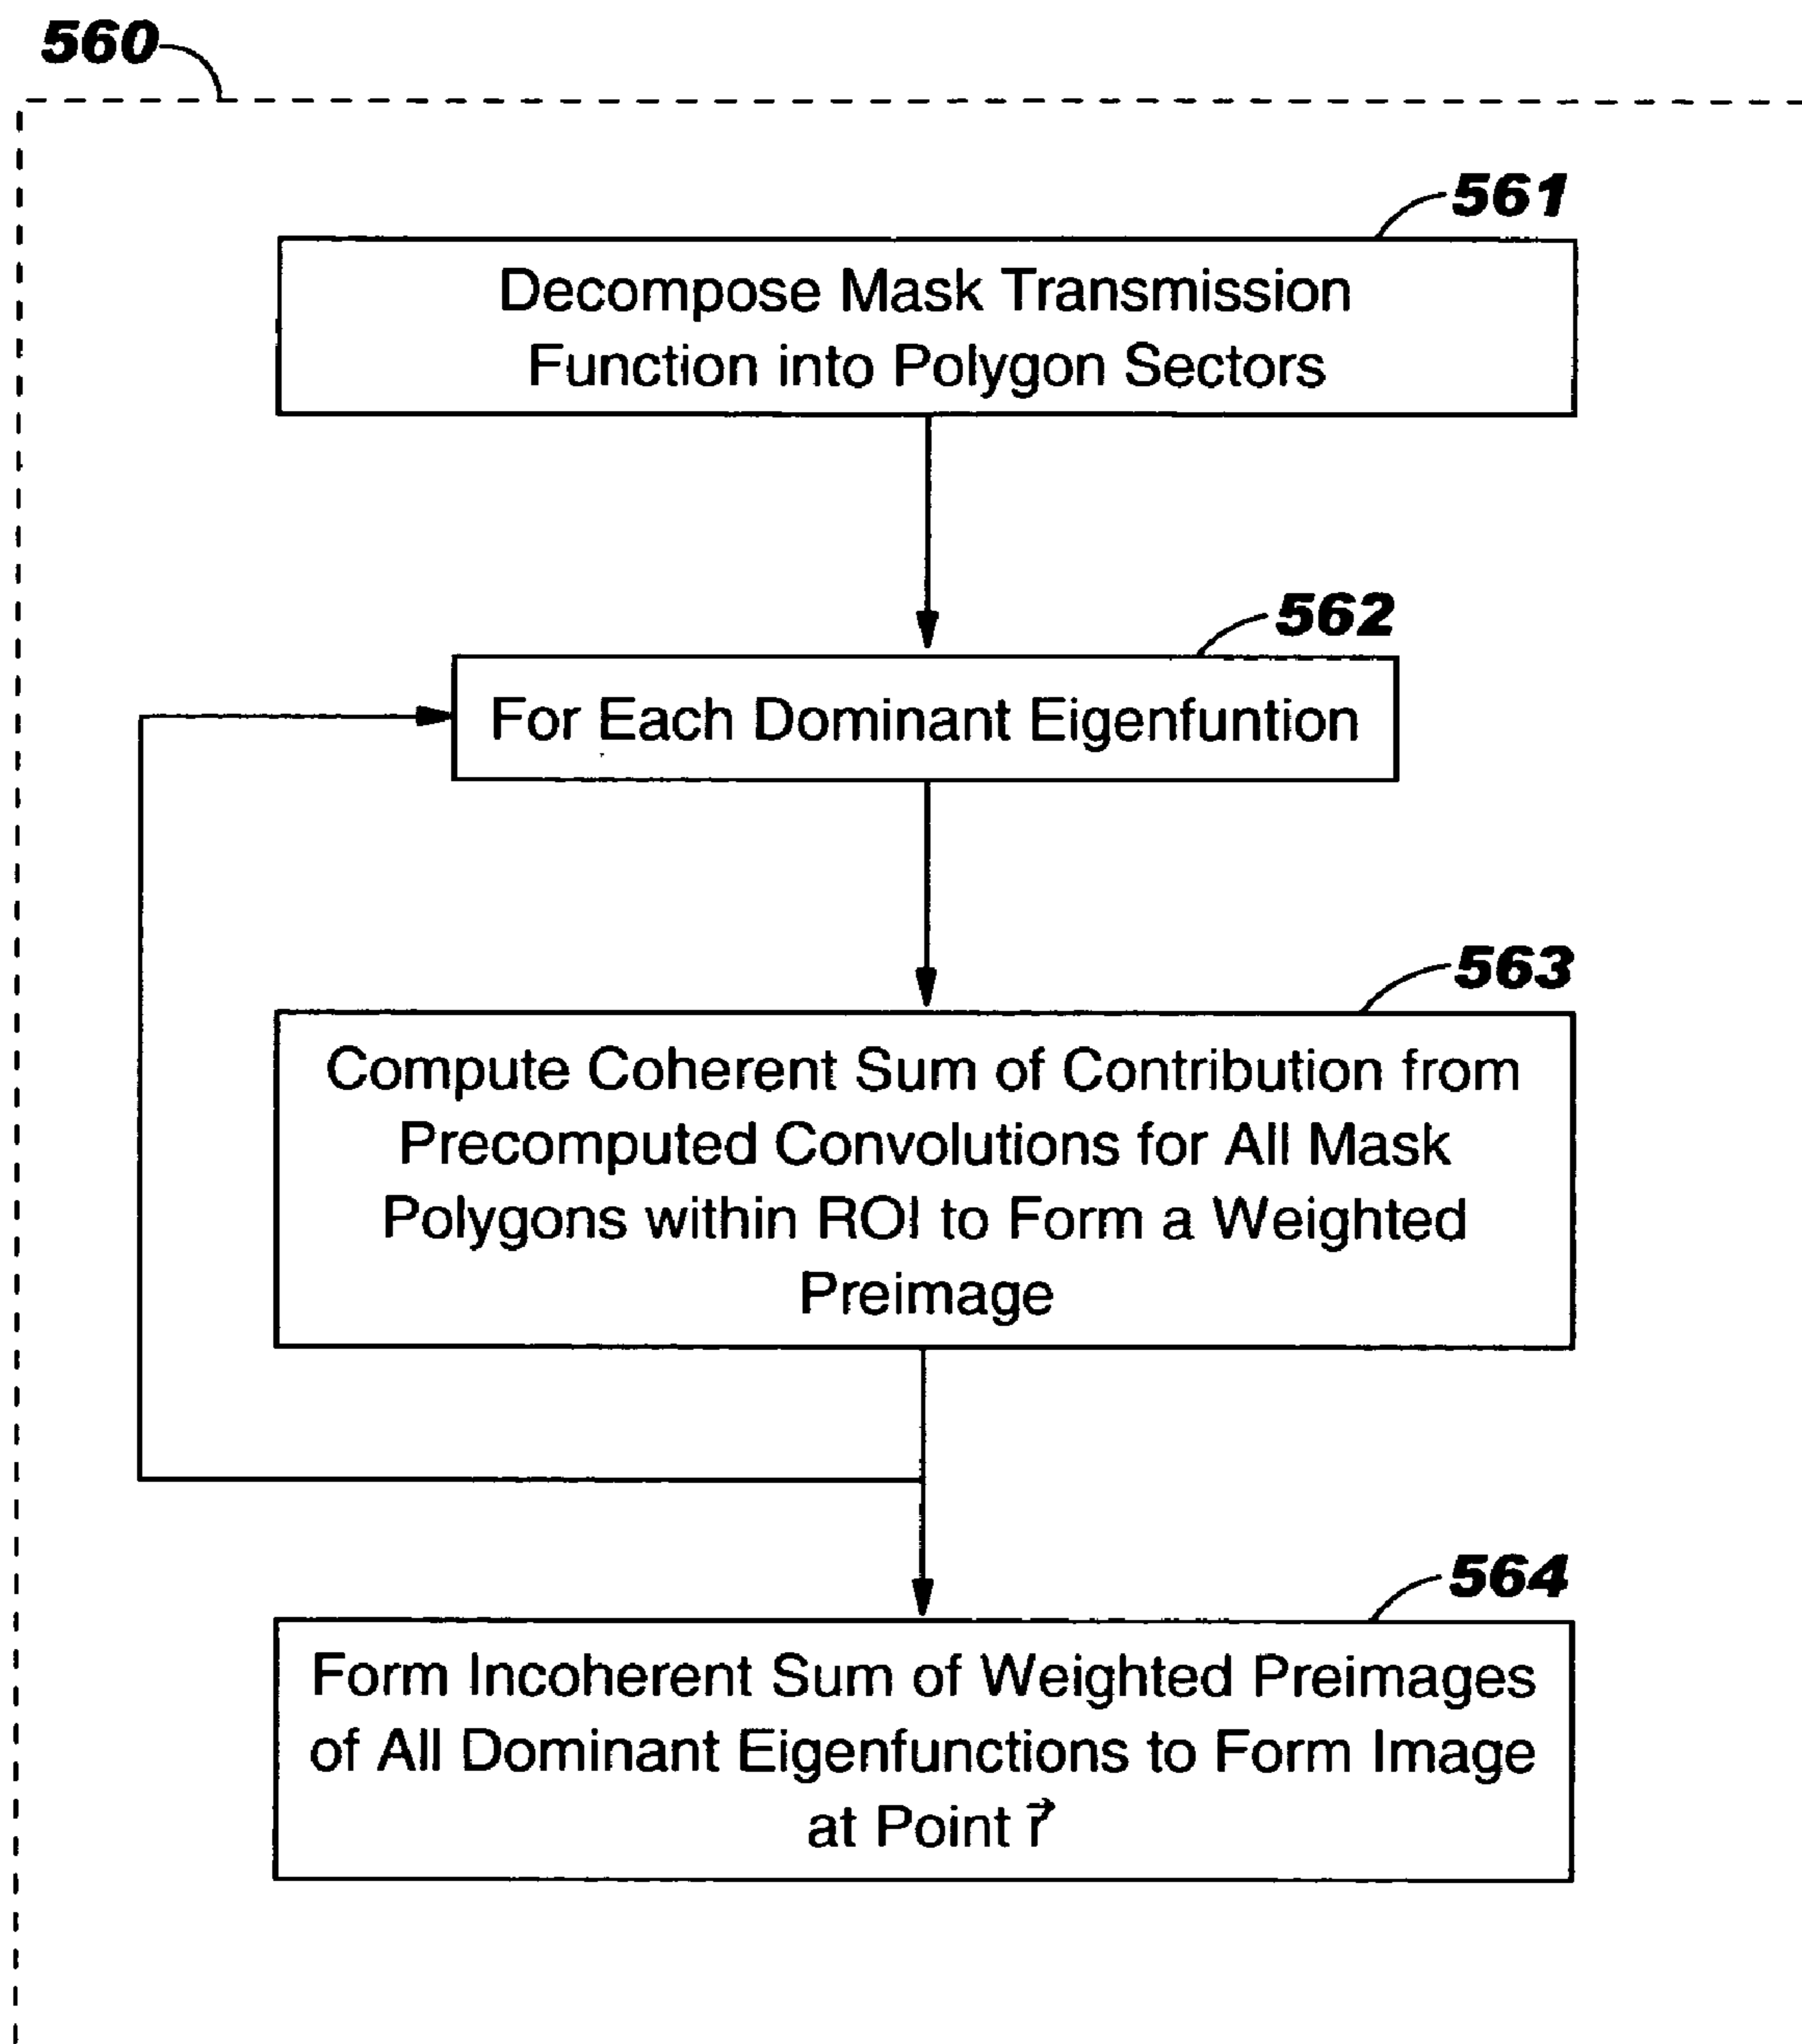 560
561
Decompose Mask Transmission
Function into Polygon Sectors
562
For Each Dominant Eigenfuntion
563
Compute Coherent Sum of Contribution from
Precomputed Convolutions for All Mask
Polygons within ROI to Form a Weighted
Preimage
564
Form Incoherent Sum of Weighted Preimages
of All Dominant Eigenfunctions to Form Image
at Point r⃗